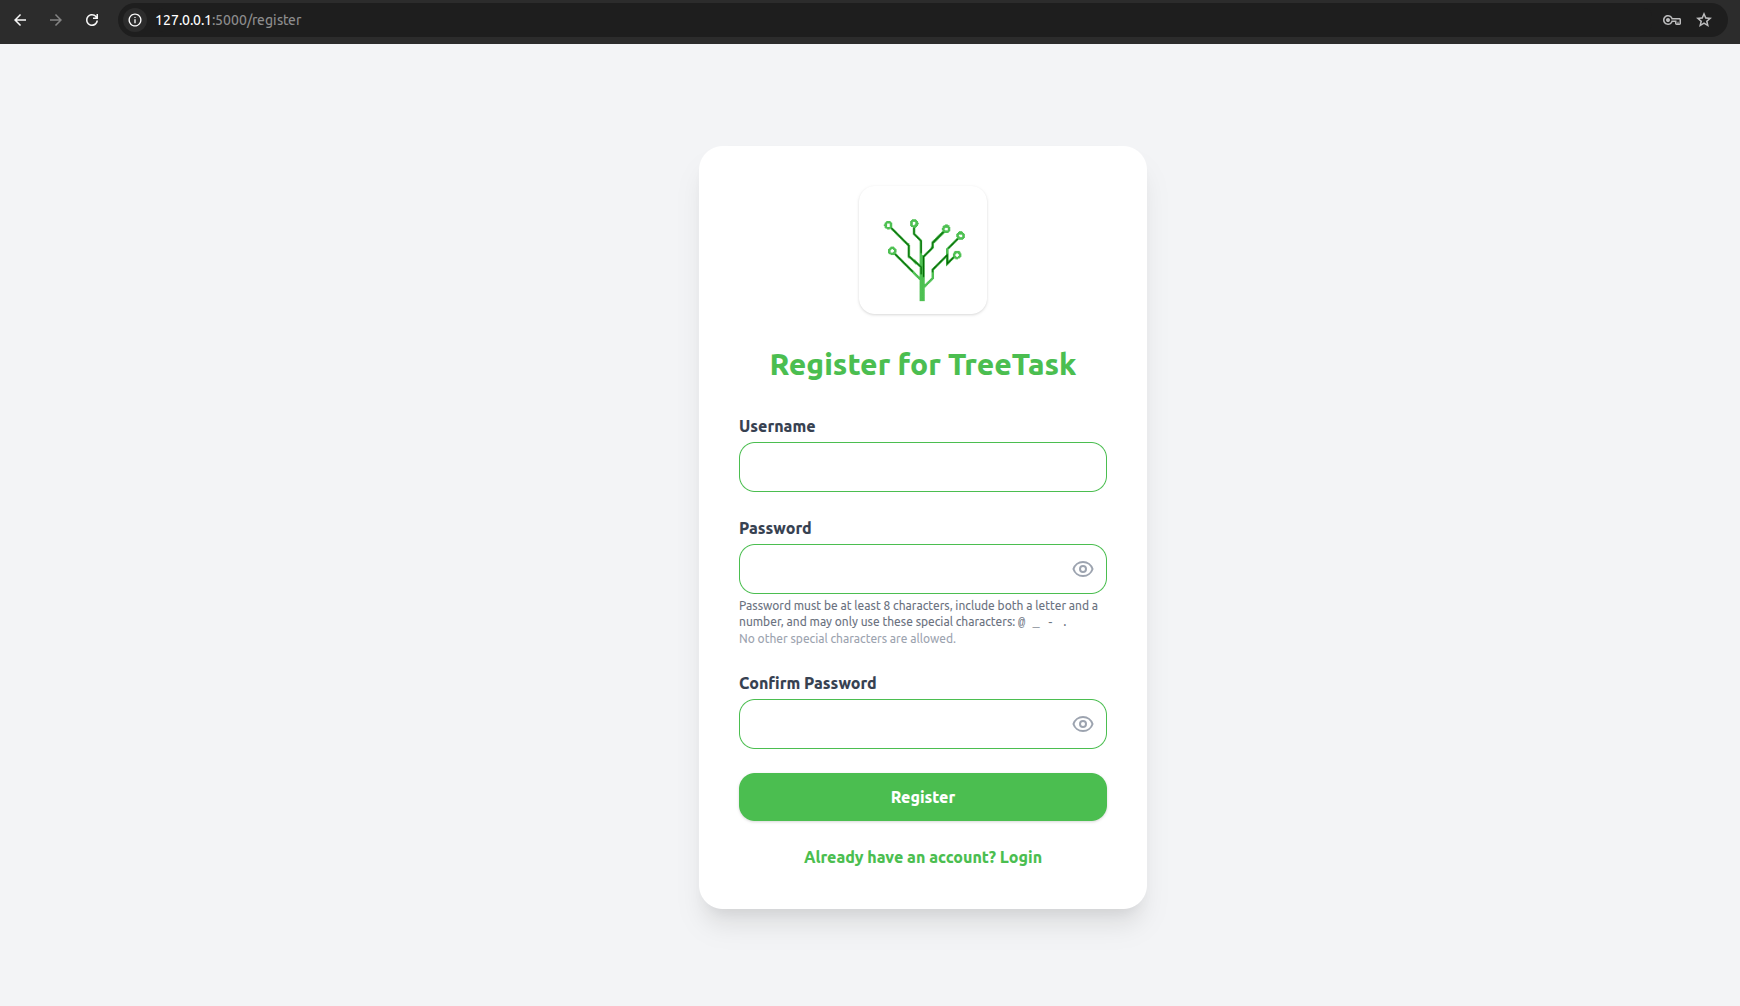 127.0.0.1:5000/register
Register for TreeTask
Username
Password
Password must be at least 8 characters, include both a letter and a
number, and may only use these special characters: @ _ - .
No other special characters are allowed.
Confirm Password
Register
Already have an account? Login